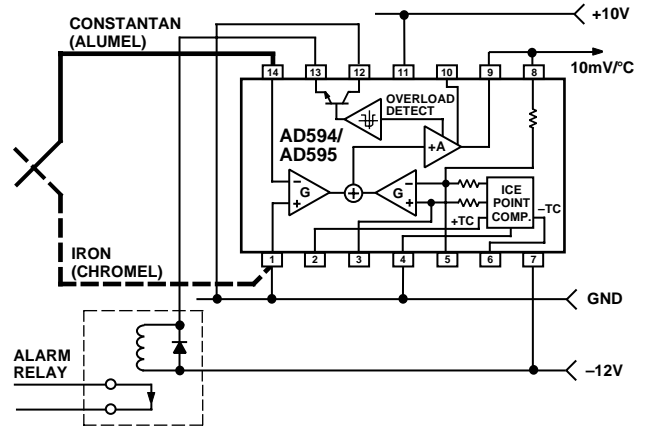 CONSTANTAN
(ALUMEL)
+10V
14 13 12 11 10 9 8
10mV/°C
OVERLOAD
DETECT
AD594/
AD595
+A
–
+
G
G
–
+
ICE
POINT
COMP.
+TC
–TC
IRON
(CHROMEL)
1 2 3 4 5 6 7
GND
ALARM
RELAY
–12V